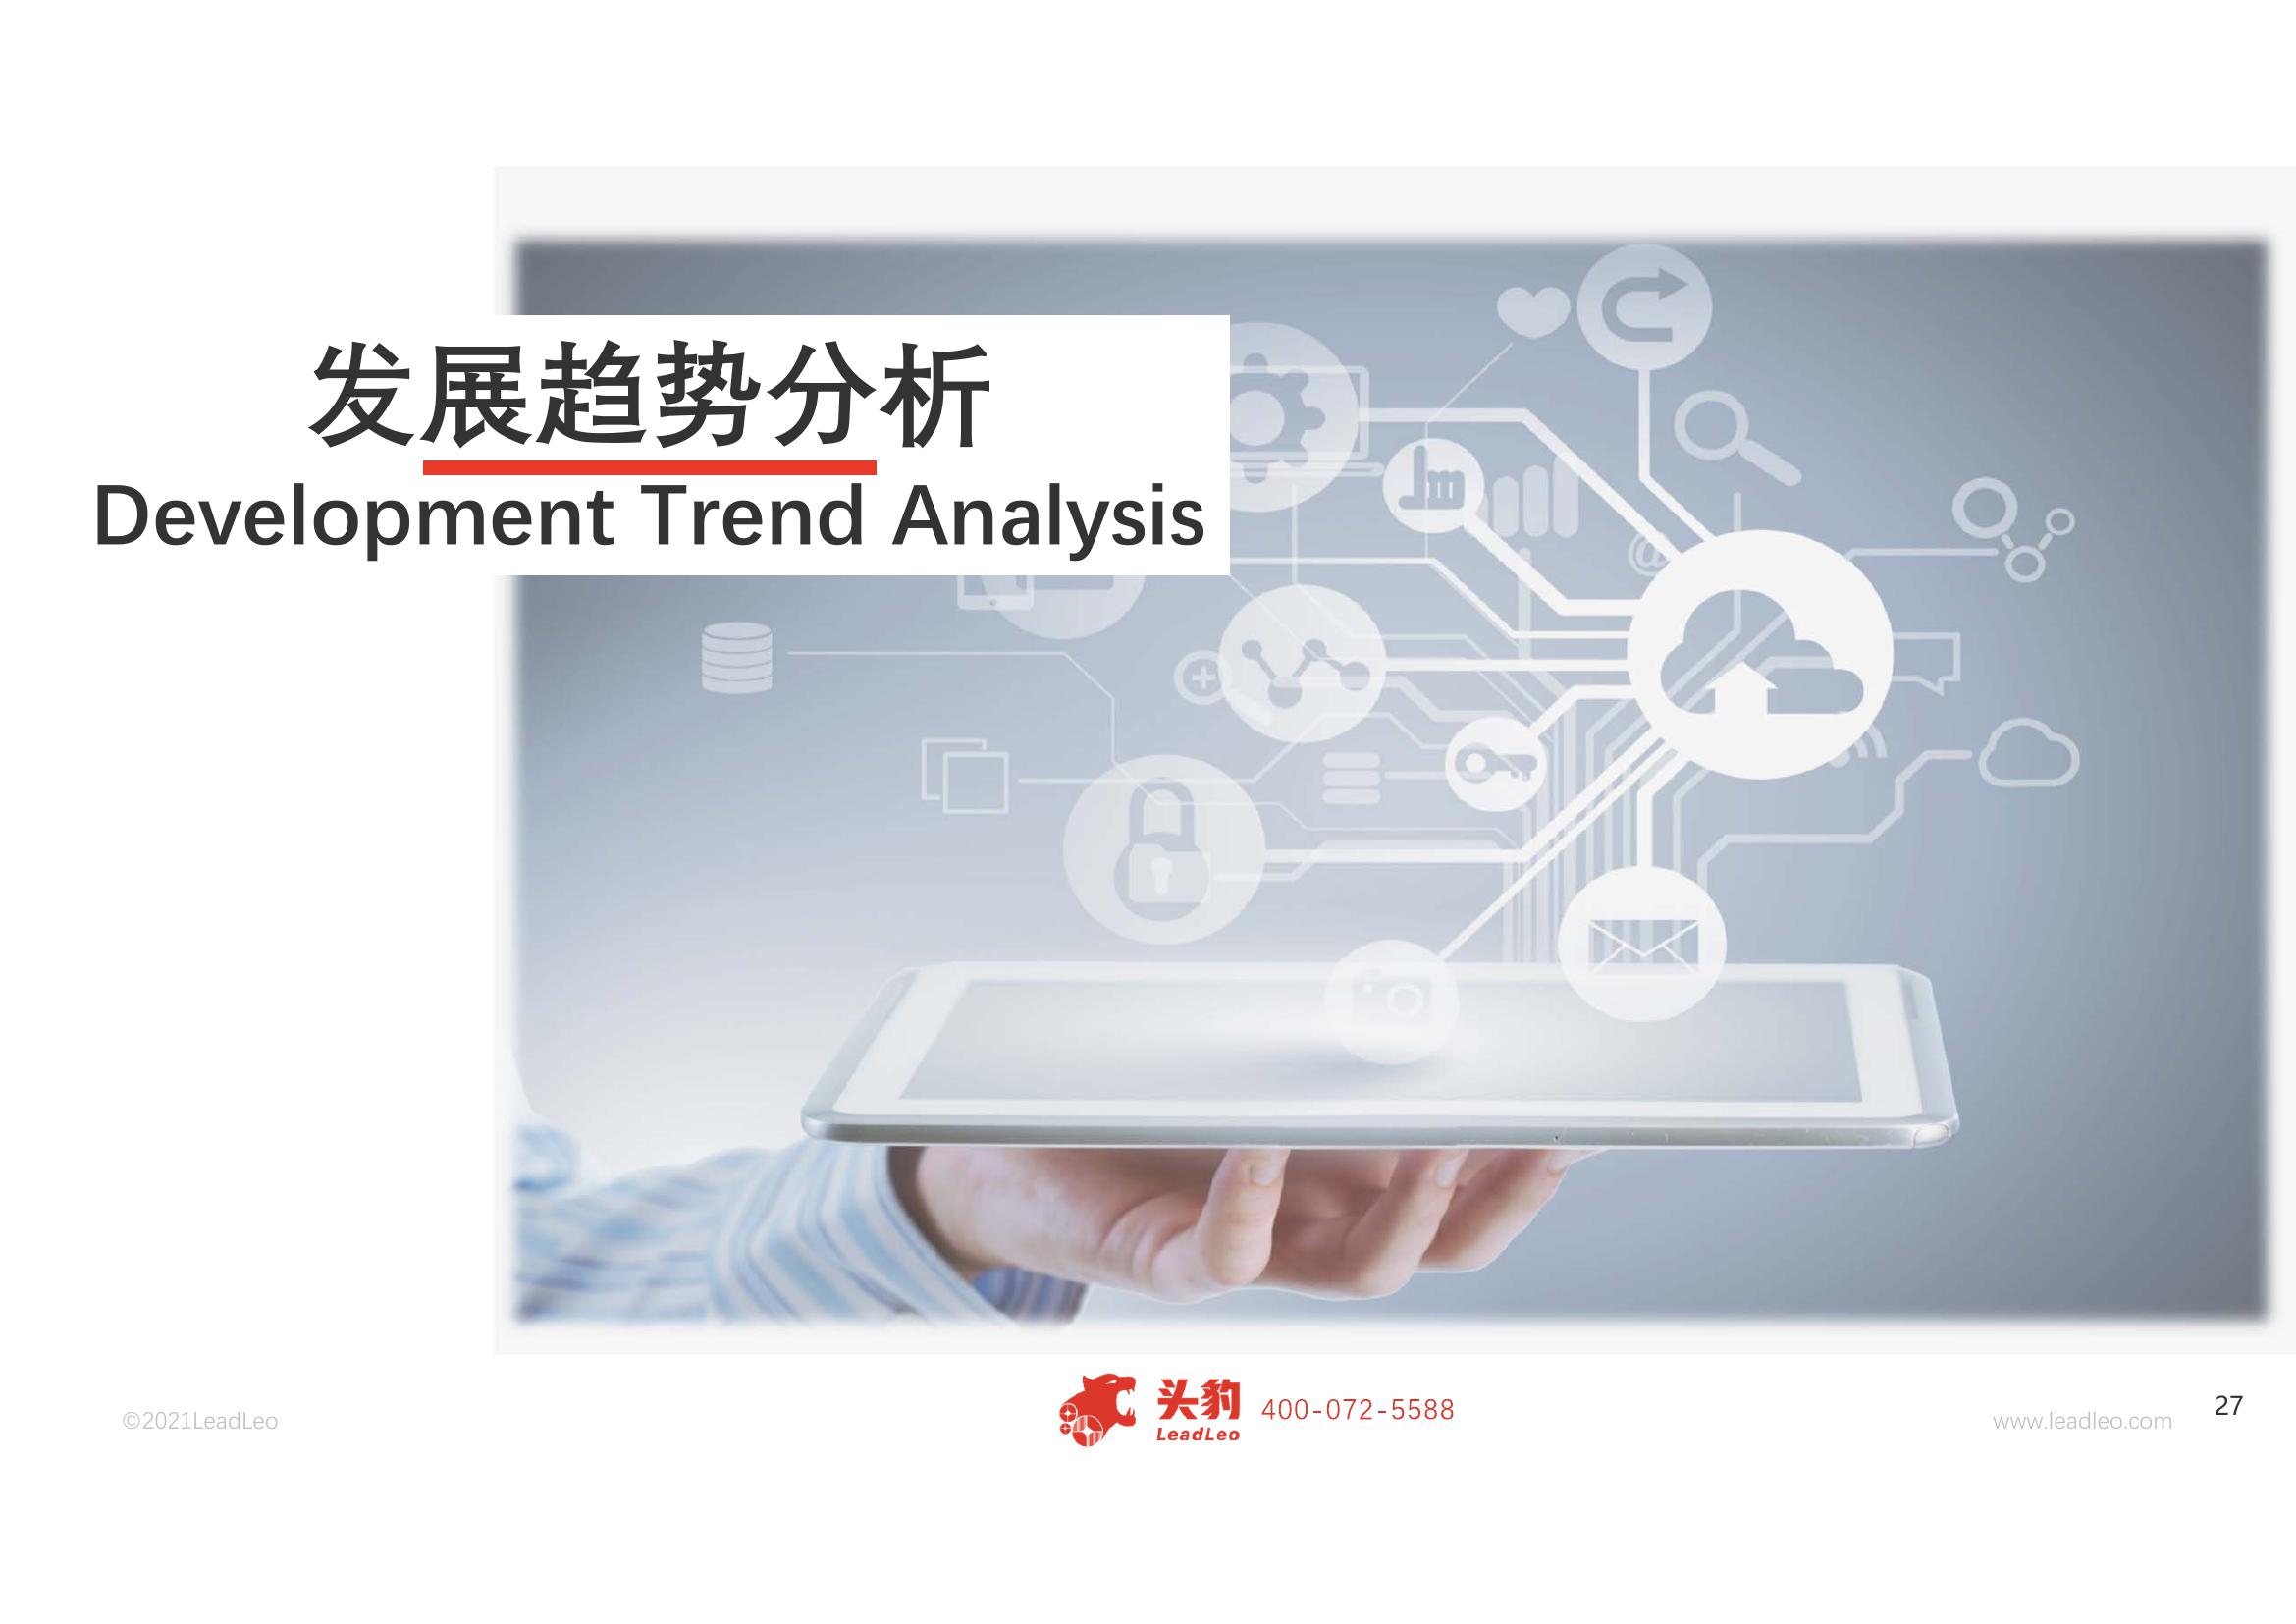 发展趋势分析
Development Trend Analysis
@
©2021LeadLeo
头豹
LeadLeo
400-072-5588
www.leadleo.com
27